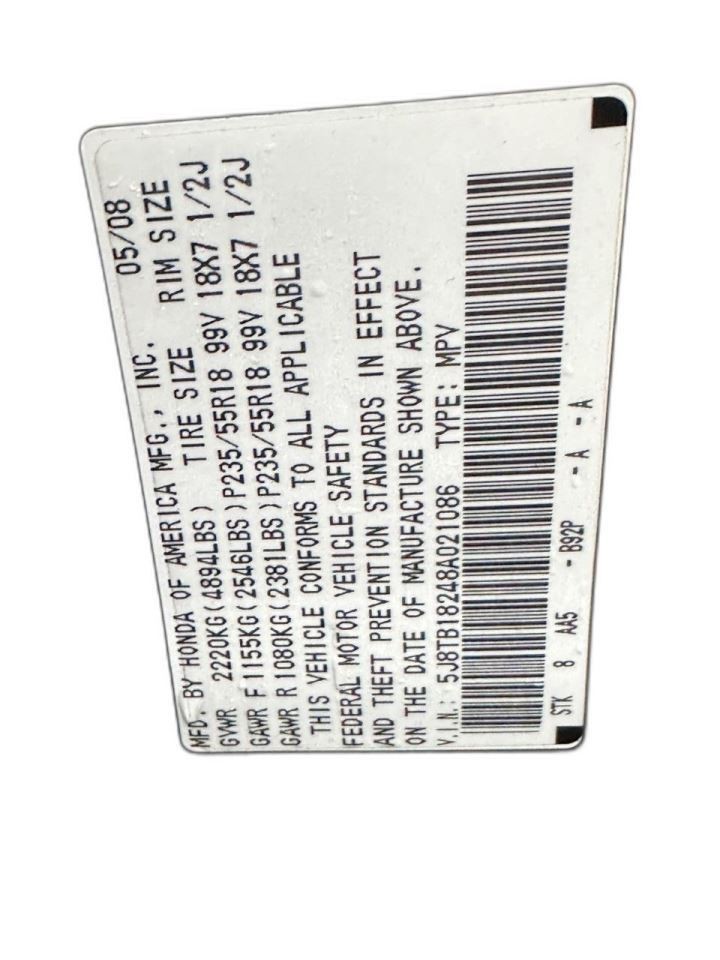 MFD. BY HONDA OF AMERICA MFG., INC. 05/08
GVWR 2220KG(4894LBS) TIRE SIZE RIM SIZE
GAWR F 1155KG(2546LBS)P235/55R18 99V 18X7 1/2J
GAWR R 1080KG(2381LBS)P235/55R18 99V 18X7 1/2J
THIS VEHICLE CONFORMS TO ALL APPLICABLE
FEDERAL MOTOR VEHICLE SAFETY
AND THEFT PREVENTION STANDARDS IN EFFECT
ON THE DATE OF MANUFACTURE SHOWN ABOVE.
V.I.N.: 5J8TB18248A021086 TYPE: MPV
STK 8 AA5 - B92P - A - A